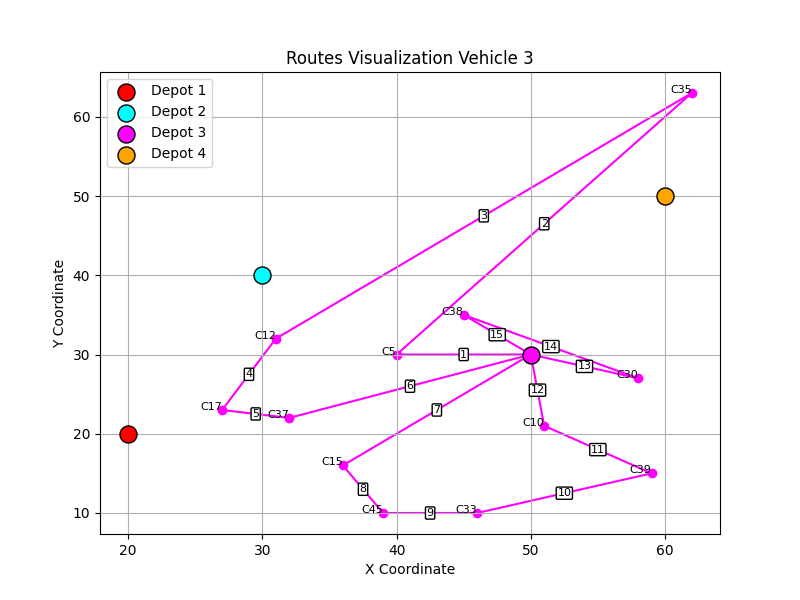 Routes Visualization Vehicle 3
Depot 1
Depot 2
Depot 3
Depot 4
Y Coordinate
60
50
40
30
20
10
C35
3
2
C12
C38
15
14
C5
1
13
C30
4
6
12
C17
5
C37
7
C10
11
C15
C39
8
10
C45
9
C33
20
30
40
50
60
X Coordinate